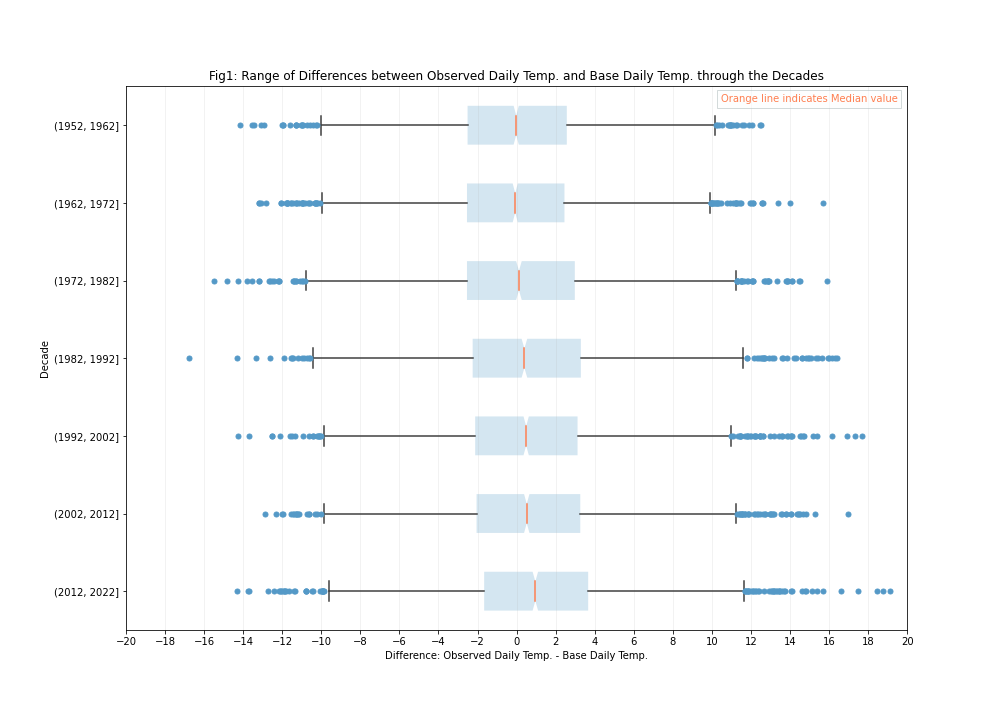 Fig1: Range of Differences between Observed Daily Temp. and Base Daily Temp. through the Decades
Orange line indicates Median value
(1952, 1962]
(1962, 1972]
(1972, 1982]
(1982, 1992]
(1992, 2002]
(2002, 2012]
(2012, 2022]
Decade
−20 −18 −16 −14 −12 −10 −8 −6 −4 −2 0 2 4 6 8 10 12 14 16 18 20
Difference: Observed Daily Temp. - Base Daily Temp.